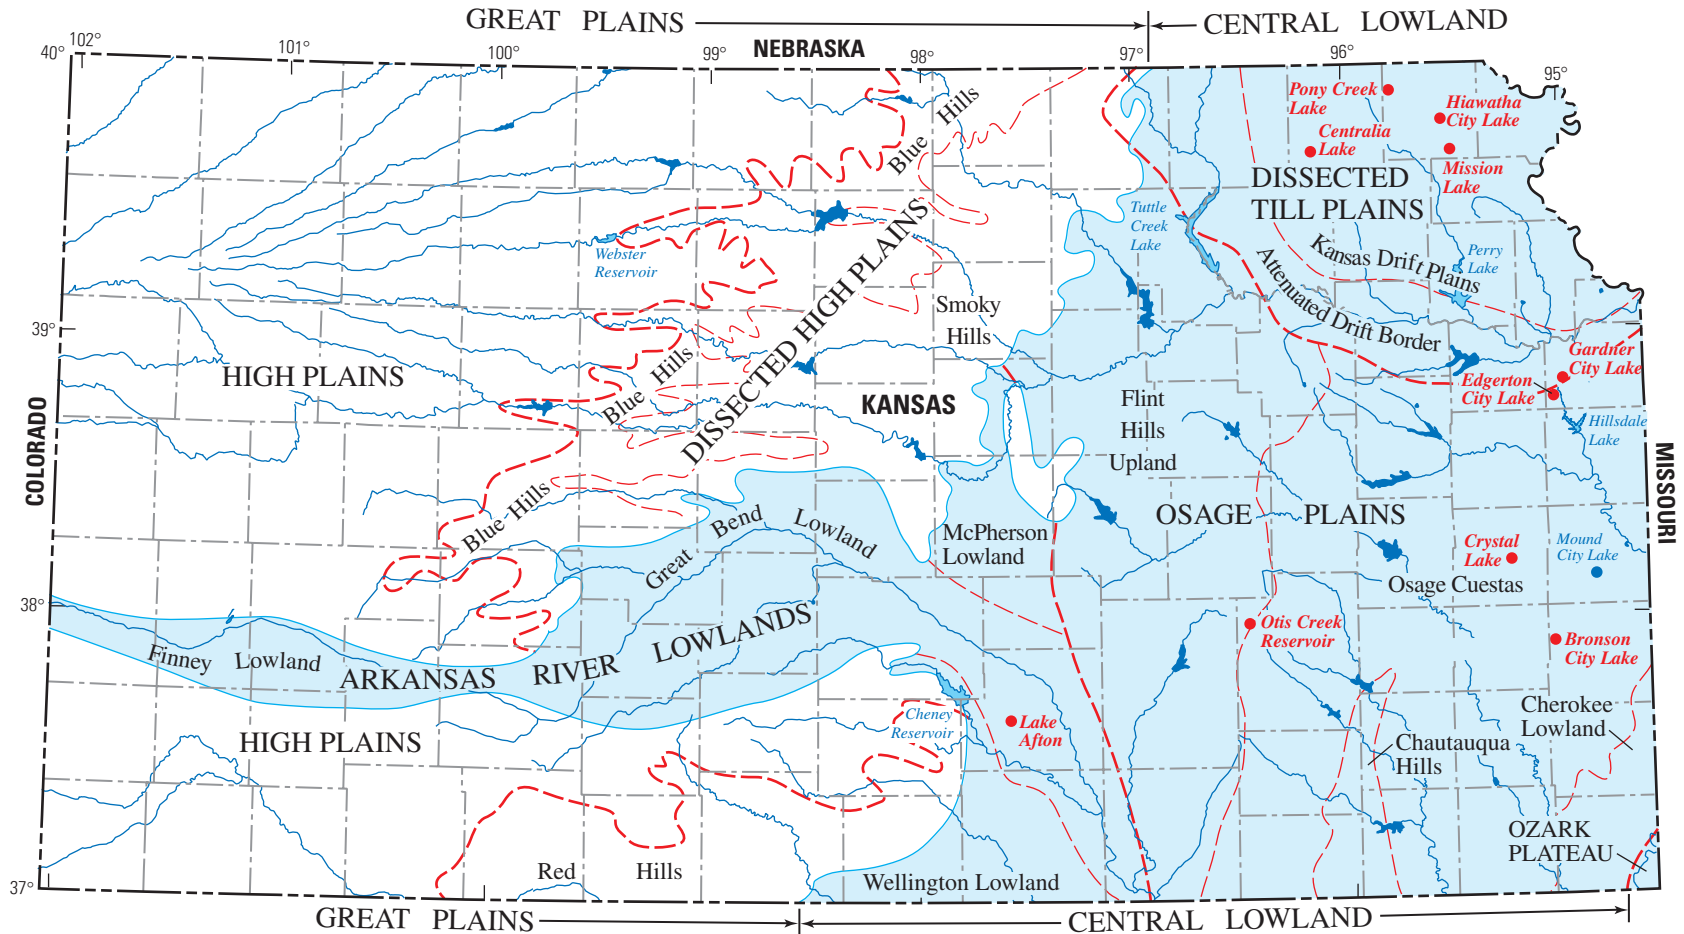 GREAT PLAINS
CENTRAL LOWLAND
40°
102°
101°
100°
99°
98°
97°
96°
95°
NEBRASKA
Pony Creek
Lake
Hiawatha
City Lake
Centralia
Lake
Mission
Lake
Blue Hills
DISSECTED
TILL PLAINS
Tuttle
Creek
Lake
Webster
Reservoir
Kansas Drift Plains
Perry
Lake
Attenuated Drift Border
DISSECTED HIGH PLAINS
Smoky
Hills
39°
Gardner
City Lake
Edgerton
City Lake
HIGH PLAINS
Blue Hills
KANSAS
Flint
Hills
Upland
Hillsdale
Lake
COLORADO
MISSOURI
Blue Hills
Great Bend Lowland
McPherson
Lowland
OSAGE PLAINS
Crystal
Lake
Mound
City Lake
Osage Cuestas
38°
Finney Lowland
ARKANSAS RIVER LOWLANDS
Otis Creek
Reservoir
Bronson
City Lake
HIGH PLAINS
Cheney
Reservoir
Lake
Afton
Cherokee
Lowland
Chautauqua
Hills
OZARK
PLATEAU
Red Hills
Wellington Lowland
37°
GREAT PLAINS
CENTRAL LOWLAND